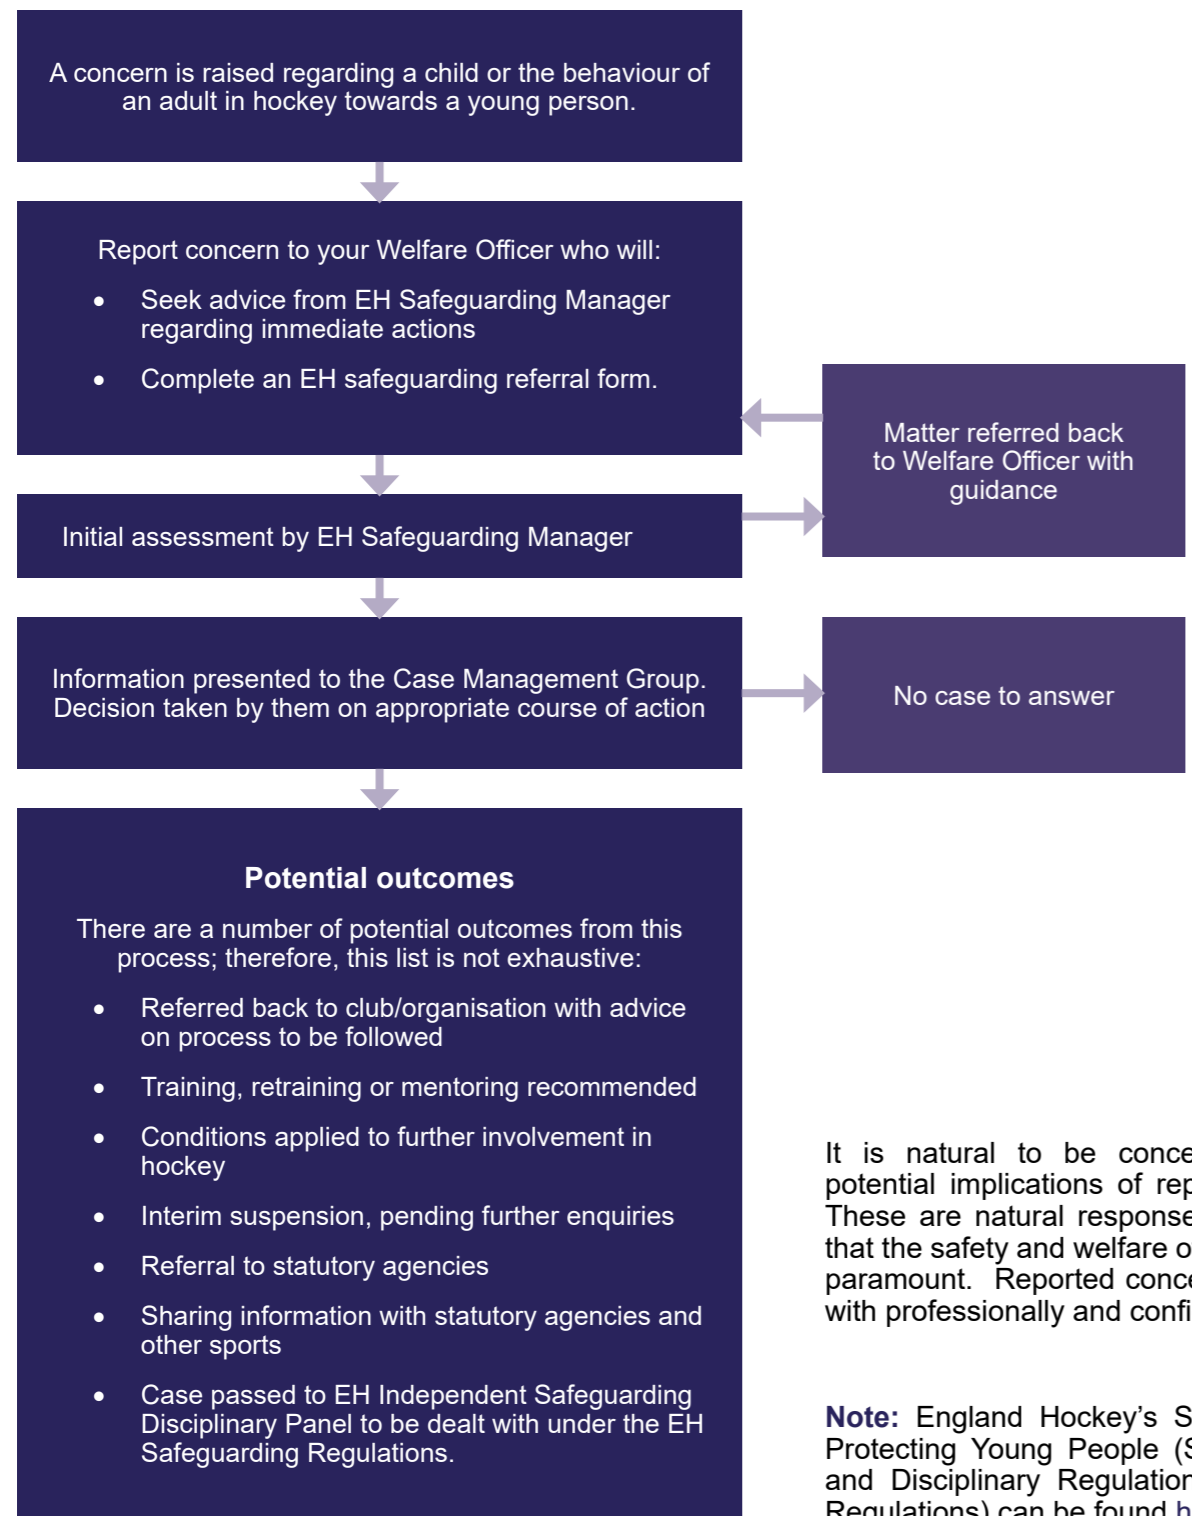 A concern is raised regarding a child or the behaviour of
an adult in hockey towards a young person.
Report concern to your Welfare Officer who will:
• Seek advice from EH Safeguarding Manager
regarding immediate actions
• Complete an EH safeguarding referral form.
Matter referred back
to Welfare Officer with
guidance
Initial assessment by EH Safeguarding Manager
Information presented to the Case Management Group.
Decision taken by them on appropriate course of action
No case to answer
Potential outcomes
There are a number of potential outcomes from this
process; therefore, this list is not exhaustive:
• Referred back to club/organisation with advice
on process to be followed
• Training, retraining or mentoring recommended
• Conditions applied to further involvement in
hockey
• Interim suspension, pending further enquiries
• Referral to statutory agencies
• Sharing information with statutory agencies and
other sports
• Case passed to EH Independent Safeguarding
Disciplinary Panel to be dealt with under the EH
Safeguarding Regulations.
It is natural to be
potential implications of
These are natural
that the safety and welfare
paramount. Reported
with professionally and
Note: England Hockey's
Protecting Young People
and Disciplinary
Regulations) can be found